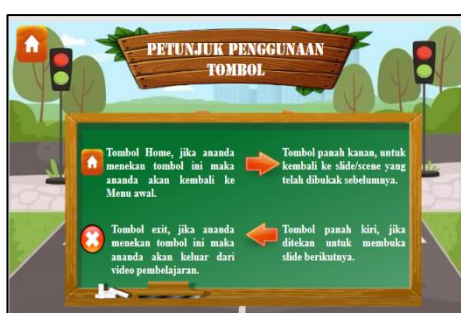 PETUNJUK PENGGUNAAN
TOMBOL
Tombol Home, jika ananda
menekan tombol ini maka
ananda akan kembali ke
Menu awal.
Tombol panah kanan, untuk
kembali ke slide/scene yang
telah dibukak sebelumnya.
Tombol exit, jika ananda
menekan tombol ini maka
ananda akan keluar dari
video pembelajaran.
Tombol panah kiri, jika
ditekan untuk membuka
slide berikutnya.